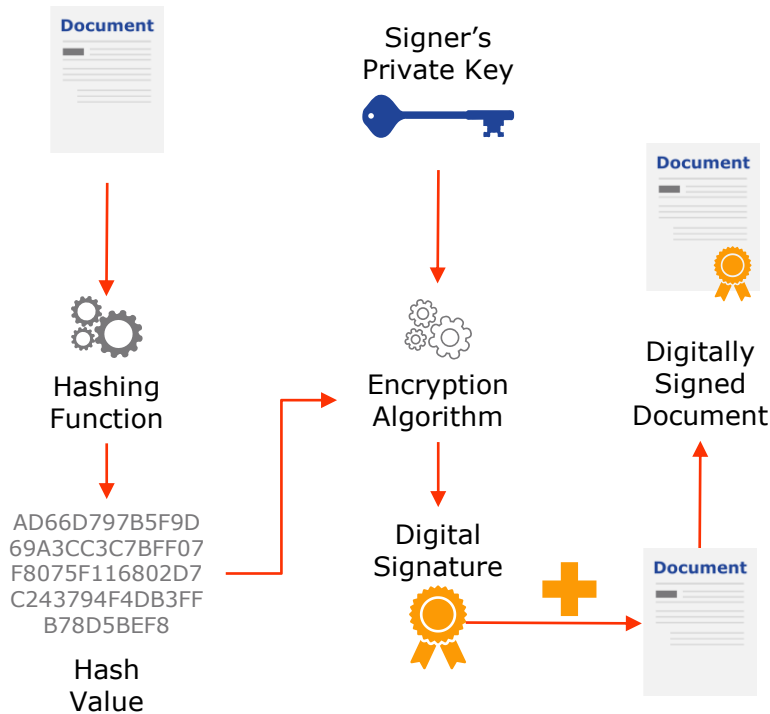 Document
Signer’s
Private Key
Document
Hashing
Function
Encryption
Algorithm
Digitally
Signed
Document
AD66D797B5F9D
69A3CC3C7BFF07
F8075F116802D7
C243794F4DB3FF
B78D5BEF8
Hash
Value
Digital
Signature
Document